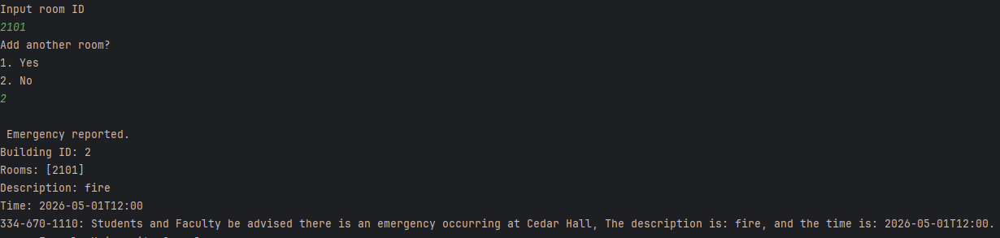 Input room ID
2101
Add another room?
1. Yes
2. No
2
Emergency reported.
Building ID: 2
Rooms: [2101]
Description: fire
Time: 2026-05-01T12:00
334-670-1110: Students and Faculty be advised there is an emergency occurring at Cedar Hall, The description is: fire, and the time is: 2026-05-01T12:00.